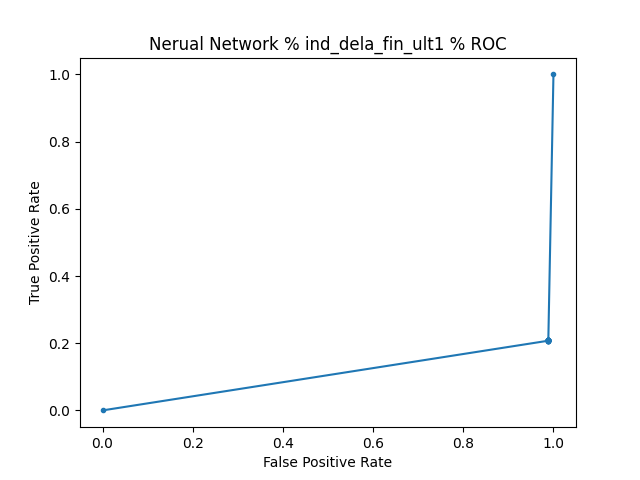 Nerual Network % ind_dela_fin_ult1 % ROC
1.0
0.8
0.6
0.4
0.2
0.0
True Positive Rate
0.0 0.2 0.4 0.6 0.8 1.0
False Positive Rate